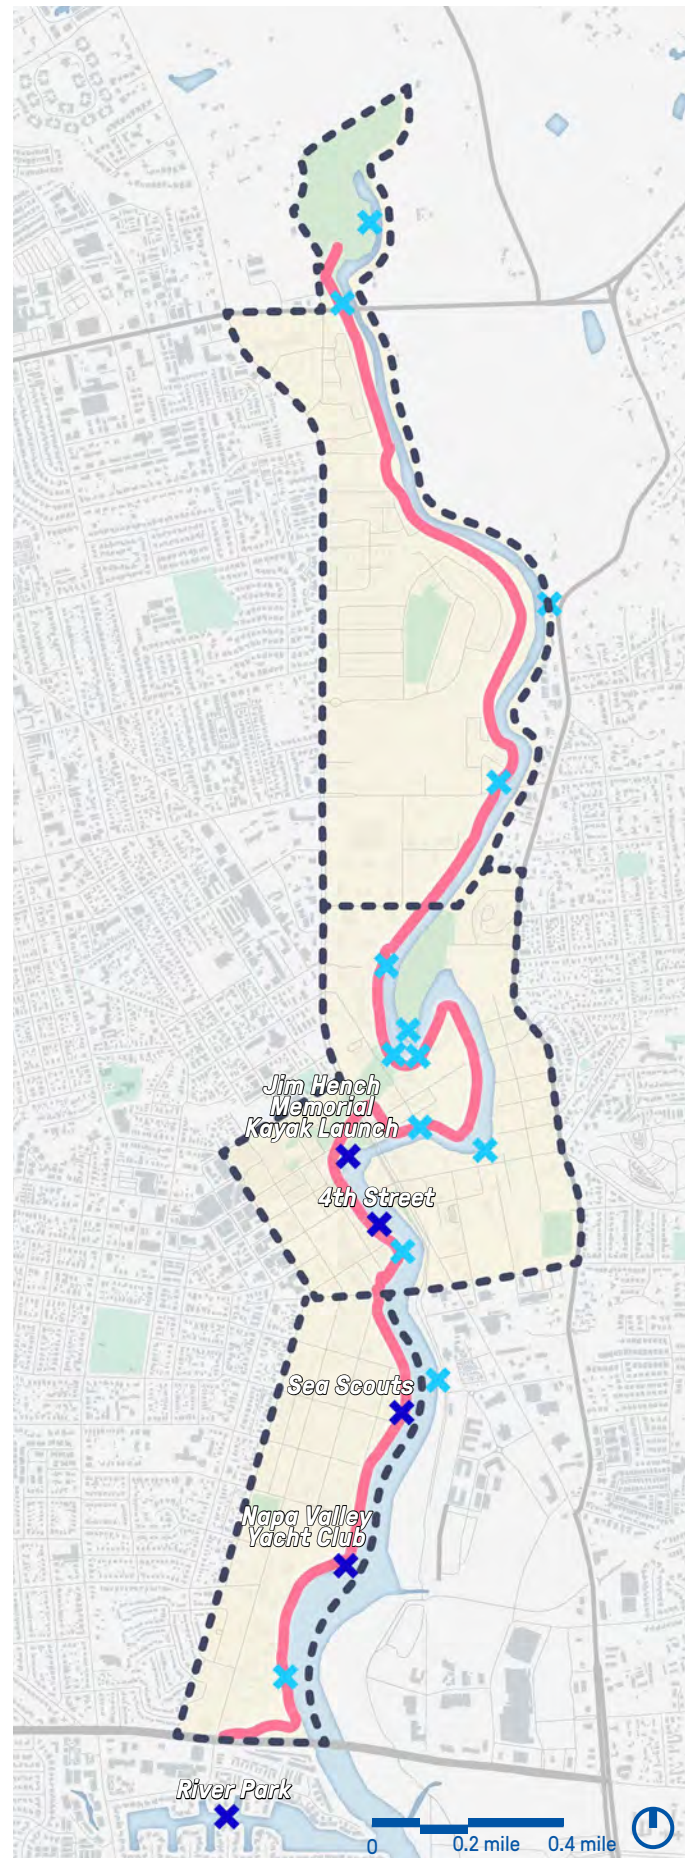 Jim Hench
Memorial
Kayak Launch
4th Street
Sea Scouts
Napa Valley
Yacht Club
River Park
0
0.2 mile
0.4 mile